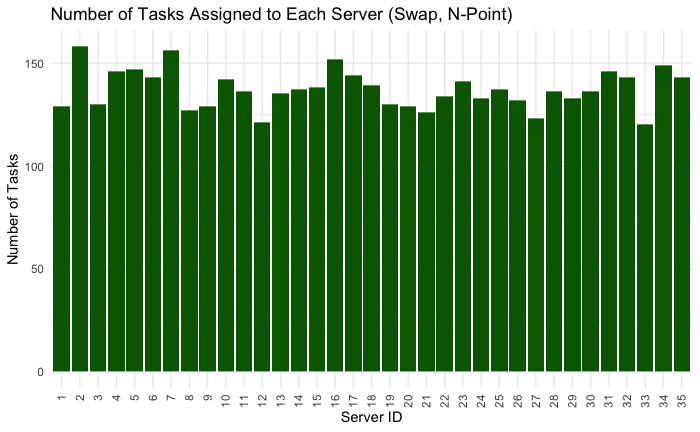 Number of Tasks Assigned to Each Server (Swap, N-Point)
Number of Tasks
150
100
50
0
1 2 3 4 5 6 7 8 9 10 11 12 13 14 15 16 17 18 19 20 21 22 23 24 25 26 27 28 29 30 31 32 33 34 35
Server ID